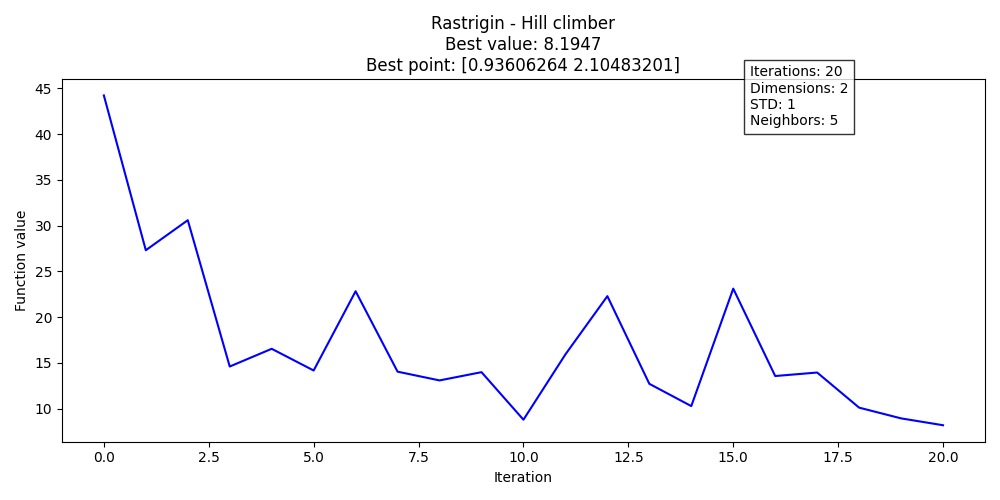 Rastrigin - Hill climber
Best value: 8.1947
Best point: [0.93606264 2.10483201]
Iterations: 20
Dimensions: 2
STD: 1
Neighbors: 5
45
40
35
30
25
20
15
10
Function value
0.0 2.5 5.0 7.5 10.0 12.5 15.0 17.5 20.0
Iteration